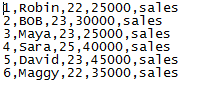 1,Robin,22,25000,sales
2,BOB,23,30000,sales
3,Maya,23,25000,sales
4,Sara,25,40000,sales
5,David,23,45000,sales
6,Maggy,22,35000,sales